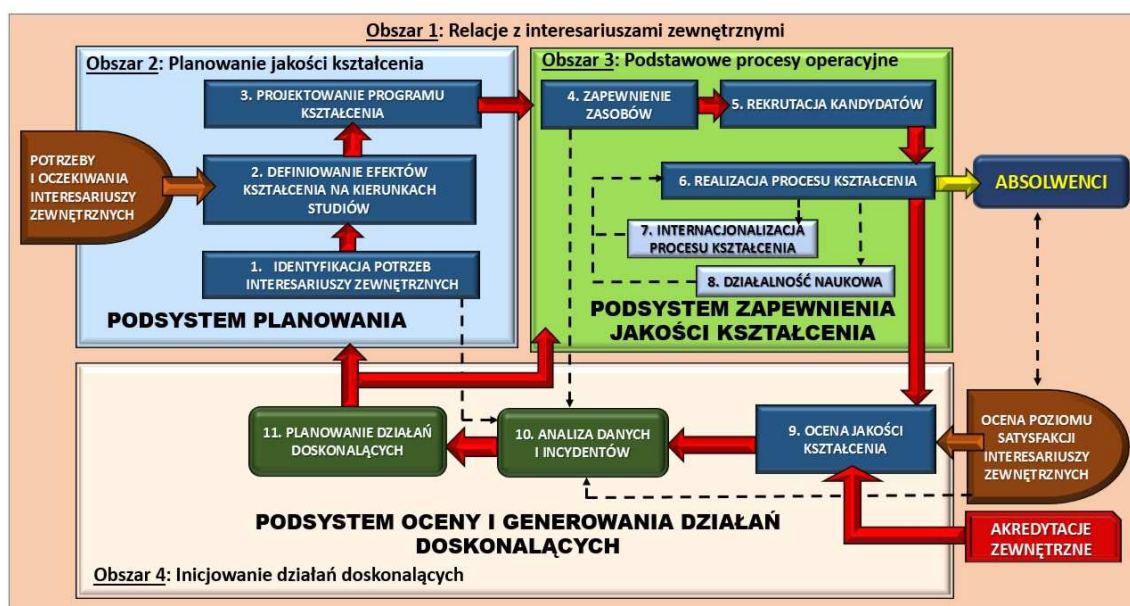 Obszar 1: Relacje z interesariuszami zewnętrznymi
Obszar 2: Planowanie jakości kształcenia
3. PROJEKTOWANIE PROGRAMU
KSZTAŁCENIA
POTRZEBY
I OCZEKIWANIA
INTERESARIUSZY
ZEWNĘTRZNYCH
2. DEFINIOWANIE EFEKTÓW
KSZTAŁCENIA NA KIERUNKACH
STUDIÓW
1. IDENTYFIKACJA POTRZEB
INTERESARIUSZY ZEWNĘTRZNYCH
PODSYSTEM PLANOWANIA
Obszar 3: Podstawowe procesy operacyjne
4. ZAPEWNIENIE
ZASOBÓW
5. REKRUTACJA KANDYDATÓW
6. REALIZACJA PROCESU KSZTAŁCENIA
ABSOLWENCI
7. INTERNACJONALIZACJA
PROCESU KSZTAŁCENIA
8. DZIAŁALNOŚĆ NAUKOWA
PODSYSTEM ZAPEWNIENIA
JAKOŚCI KSZTAŁCENIA
11. PLANOWANIE DZIAŁAŃ
DOSKONALĄCYCH
10. ANALIZA DANYCH
I INCYDENTÓW
9. OCENA JAKOŚCI
KSZTAŁCENIA
OCENA POZIOMU
SATYSFAKCJI
INTERESARIUSZY
ZEWNĘTRZNYCH
PODSYSTEM OCENY I GENEROWANIA DZIAŁAŃ
DOSKONALĄCYCH
AKREDYTACJE
ZEWNĘTRZNE
Obszar 4: Inicjowanie działań doskonalących